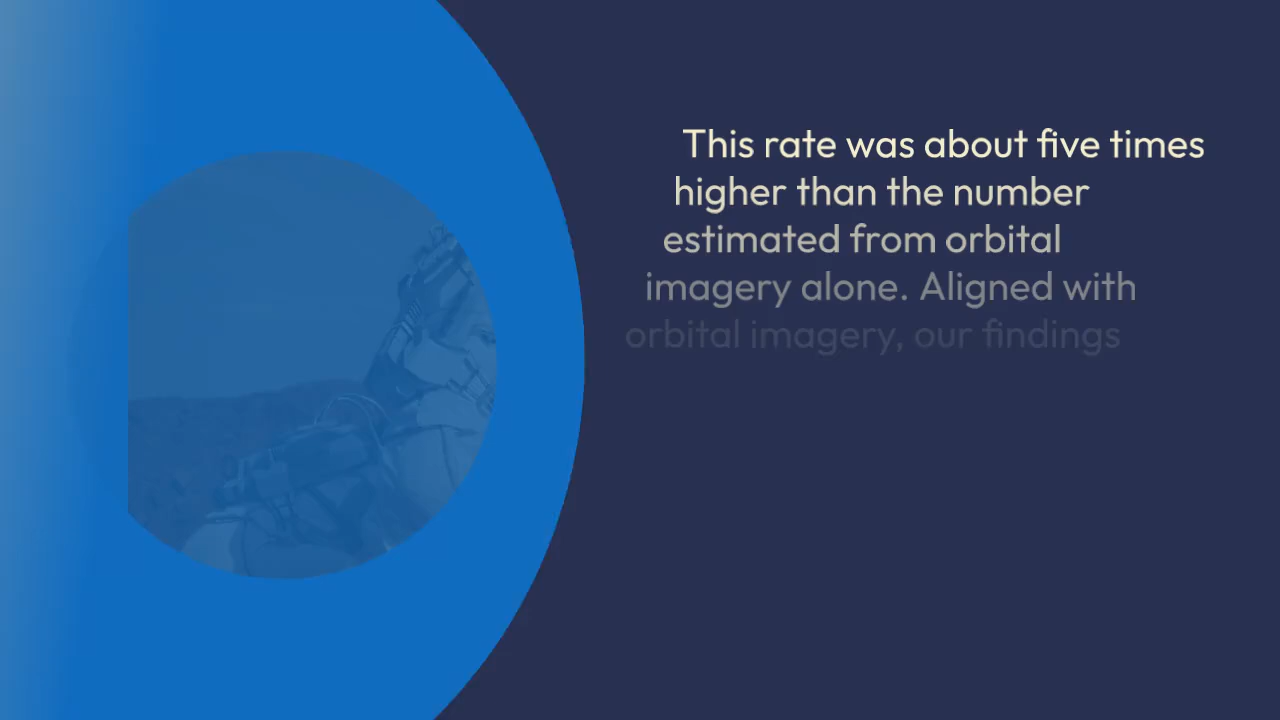 This rate was about five times
higher than the number
estimated from orbital
imagery alone. Aligned with
orbital imagery, our findings